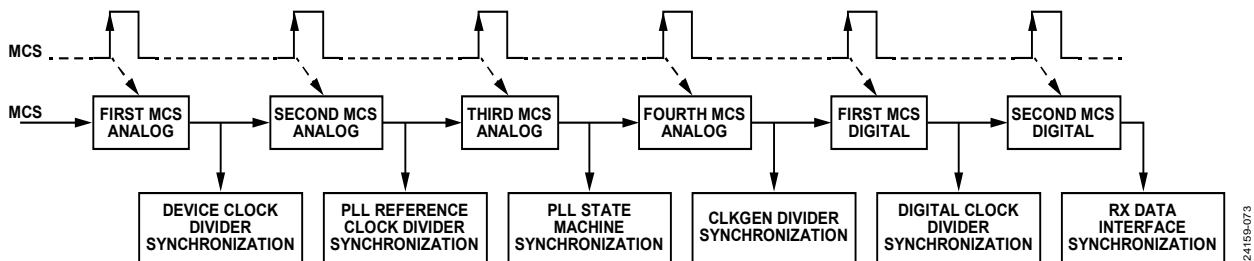 MCS
MCS
FIRST MCS
ANALOG
SECOND MCS
ANALOG
THIRD MCS
ANALOG
FOURTH MCS
ANALOG
FIRST MCS
DIGITAL
SECOND MCS
DIGITAL
DEVICE CLOCK
DIVIDER
SYNCHRONIZATION
PLL REFERENCE
CLOCK DIVIDER
SYNCHRONIZATION
PLL STATE
MACHINE
SYNCHRONIZATION
CLKGEN DIVIDER
SYNCHRONIZATION
DIGITAL CLOCK
DIVIDER
SYNCHRONIZATION
RX DATA
INTERFACE
SYNCHRONIZATION
24159-073